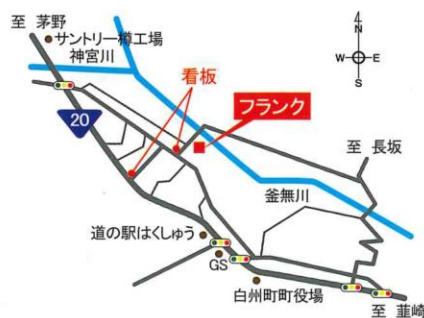 至 茅野
サントリー樽工場
神宮川
看板
フランク
N
W
E
S
20
至 長坂
釜無川
道の駅はくしゅう
GS
白州町町役場
至 韮崎